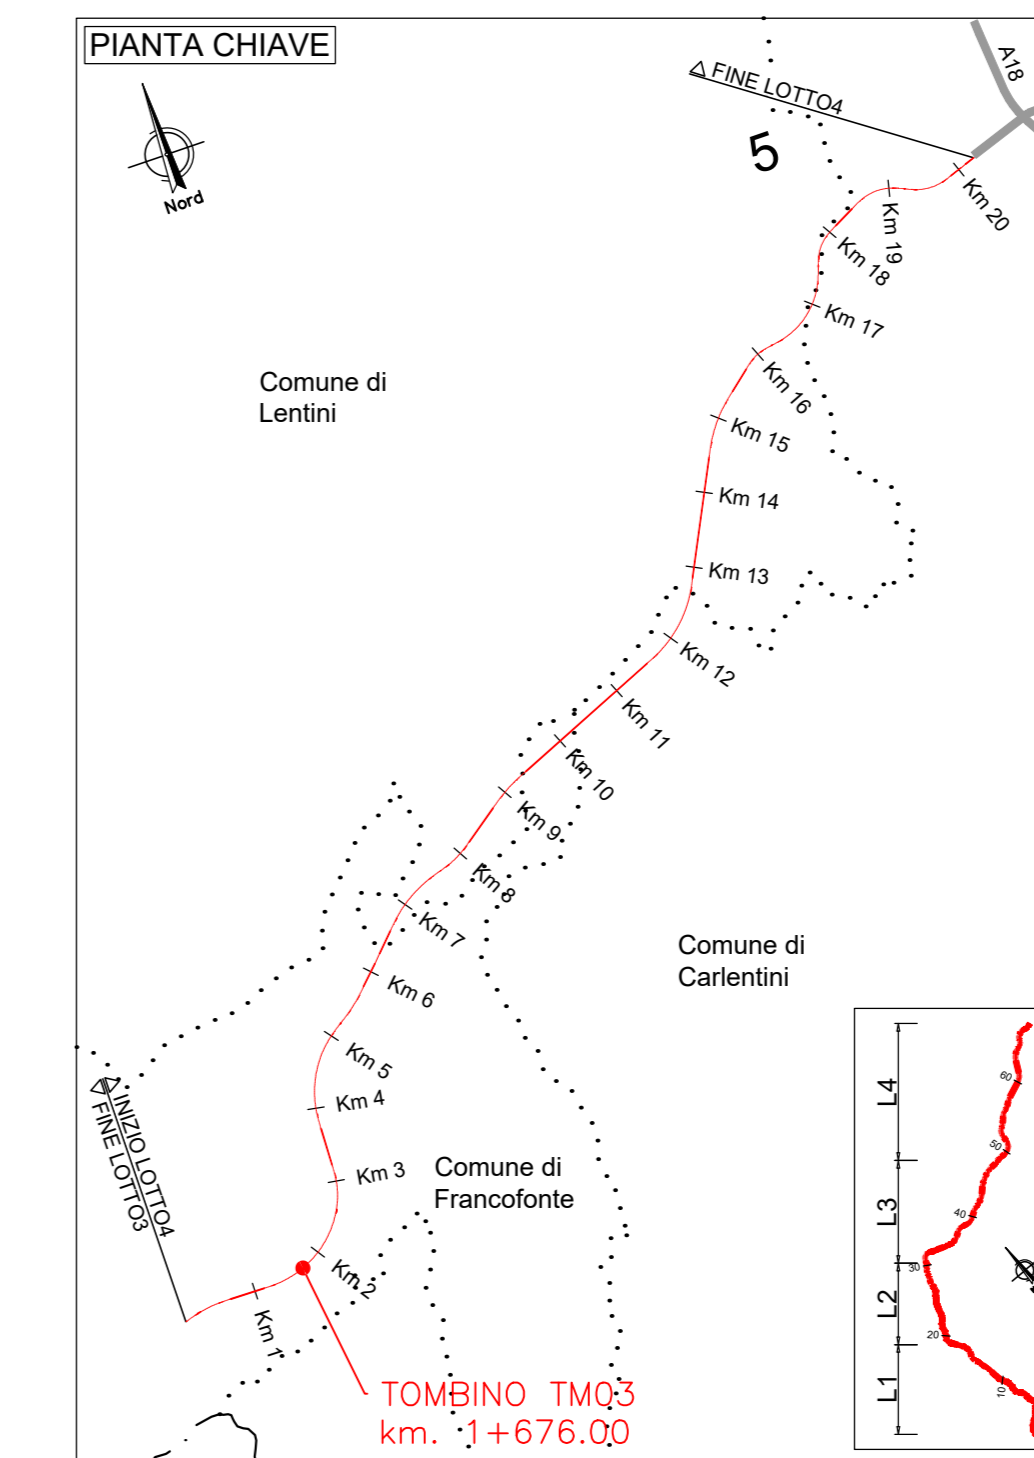 PIANTA CHIAVE
A18
FINE LOTTO4
5
Nord
Km 20
Km 19
Km 18
Km 17
Comune di
Lentini
Km 16
Km 15
Km 14
Km 13
Km 12
Km 11
Km 10
Km 9
Km 8
Km 7
Comune di
Carlentini
Km 6
Km 5
Km 4
INIZIO LOTTO4
FINE LOTTO3
Km 3
Comune di
Francofonte
Km 2
Km 1
TOMBINO TM03
km. 1+676.00
L4
L3
L2
L1
60
50
40
30
20
10